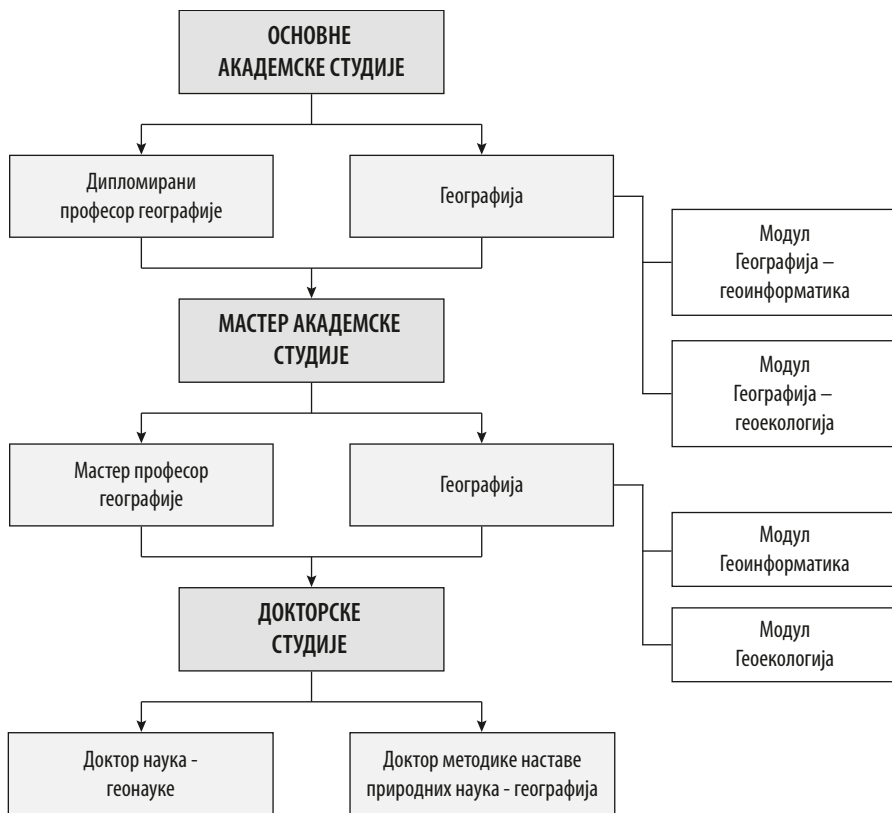 ОСНОВНЕ
АКАДЕМСКЕ СТУДИЈЕ
Дипломирани
професор географије
Географија
Модул
Географија –
геоинформатика
Модул
Географија –
геоекологија
МАСТЕР АКАДЕМСКЕ
СТУДИЈЕ
Мастер професор
географије
Географија
Модул
Геоинформатика
Модул
Геоекологија
ДОКТОРСКЕ
СТУДИЈЕ
Доктор наука -
геонауке
Доктор методике наставе
природних наука - географија